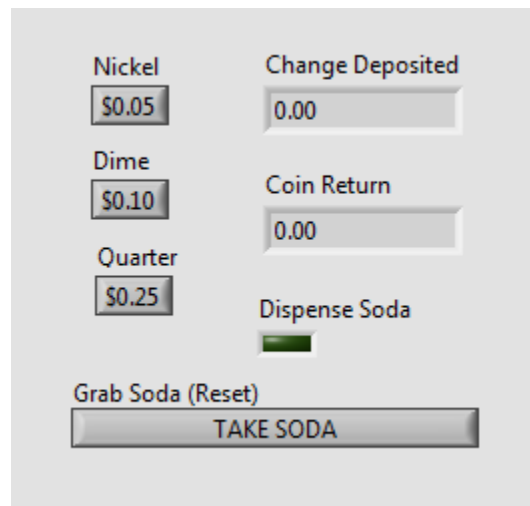 Nickel
$0.05
Dime
$0.10
Quarter
$0.25
Change Deposited
0.00
Coin Return
0.00
Dispense Soda
Grab Soda (Reset)
TAKE SODA